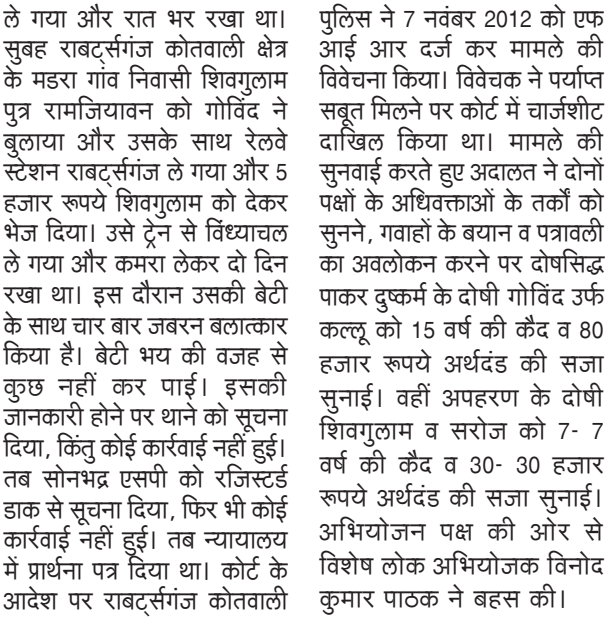 ले गया और रात भर रखा था।
सुबह राबर्ट्सगंज कोतवाली क्षेत्र
के मडरा गांव निवासी शिवगुलाम
पुत्र रामजियावन को गोविंद ने
बुलाया और उसके साथ रेलवे
स्टेशन राबर्ट्सगंज ले गया और 5
हजार रूपये शिवगुलाम को देकर
भेज दिया। उसे ट्रेन से विंध्याचल
ले गया और कमरा लेकर दो दिन
रखा था। इस दौरान उसकी बेटी
के साथ चार बार जबरन बलात्कार
किया है। बेटी भय की वजह से
कुछ नहीं कर पाई। इसकी
जानकारी होने पर थाने को सूचना
दिया, किंतु कोई कार्रवाई नहीं हुई।
तब सोनभद्र एसपी को रजिस्टर्ड
डाक से सूचना दिया, फिर भी कोई
कार्रवाई नहीं हुई। तब न्यायालय
में प्रार्थना पत्र दिया था। कोर्ट के
आदेश पर राबर्ट्सगंज कोतवाली
पुलिस ने 7 नवंबर 2012 को एफ
आई आर दर्ज कर मामले की
विवेचना किया। विवेचक ने पर्याप्त
सबूत मिलने पर कोर्ट में चार्जशीट
दाखिल किया था। मामले की
सुनवाई करते हुए अदालत ने दोनों
पक्षों के अधिवक्ताओं के तर्कों को
सुनने, गवाहों के बयान व पत्रावली
का अवलोकन करने पर दोषसिद्ध
पाकर दुष्कर्म के दोषी गोविंद उर्फ
कल्लू को 15 वर्ष की कैद व 80
हजार रूपये अर्थदंड की सजा
सुनाई। वहीं अपहरण के दोषी
शिवगुलाम व सरोज को 7- 7
वर्ष की कैद व 30- 30 हजार
रूपये अर्थदंड की सजा सुनाई।
अभियोजन पक्ष की ओर से
विशेष लोक अभियोजक विनोद
कुमार पाठक ने बहस की।